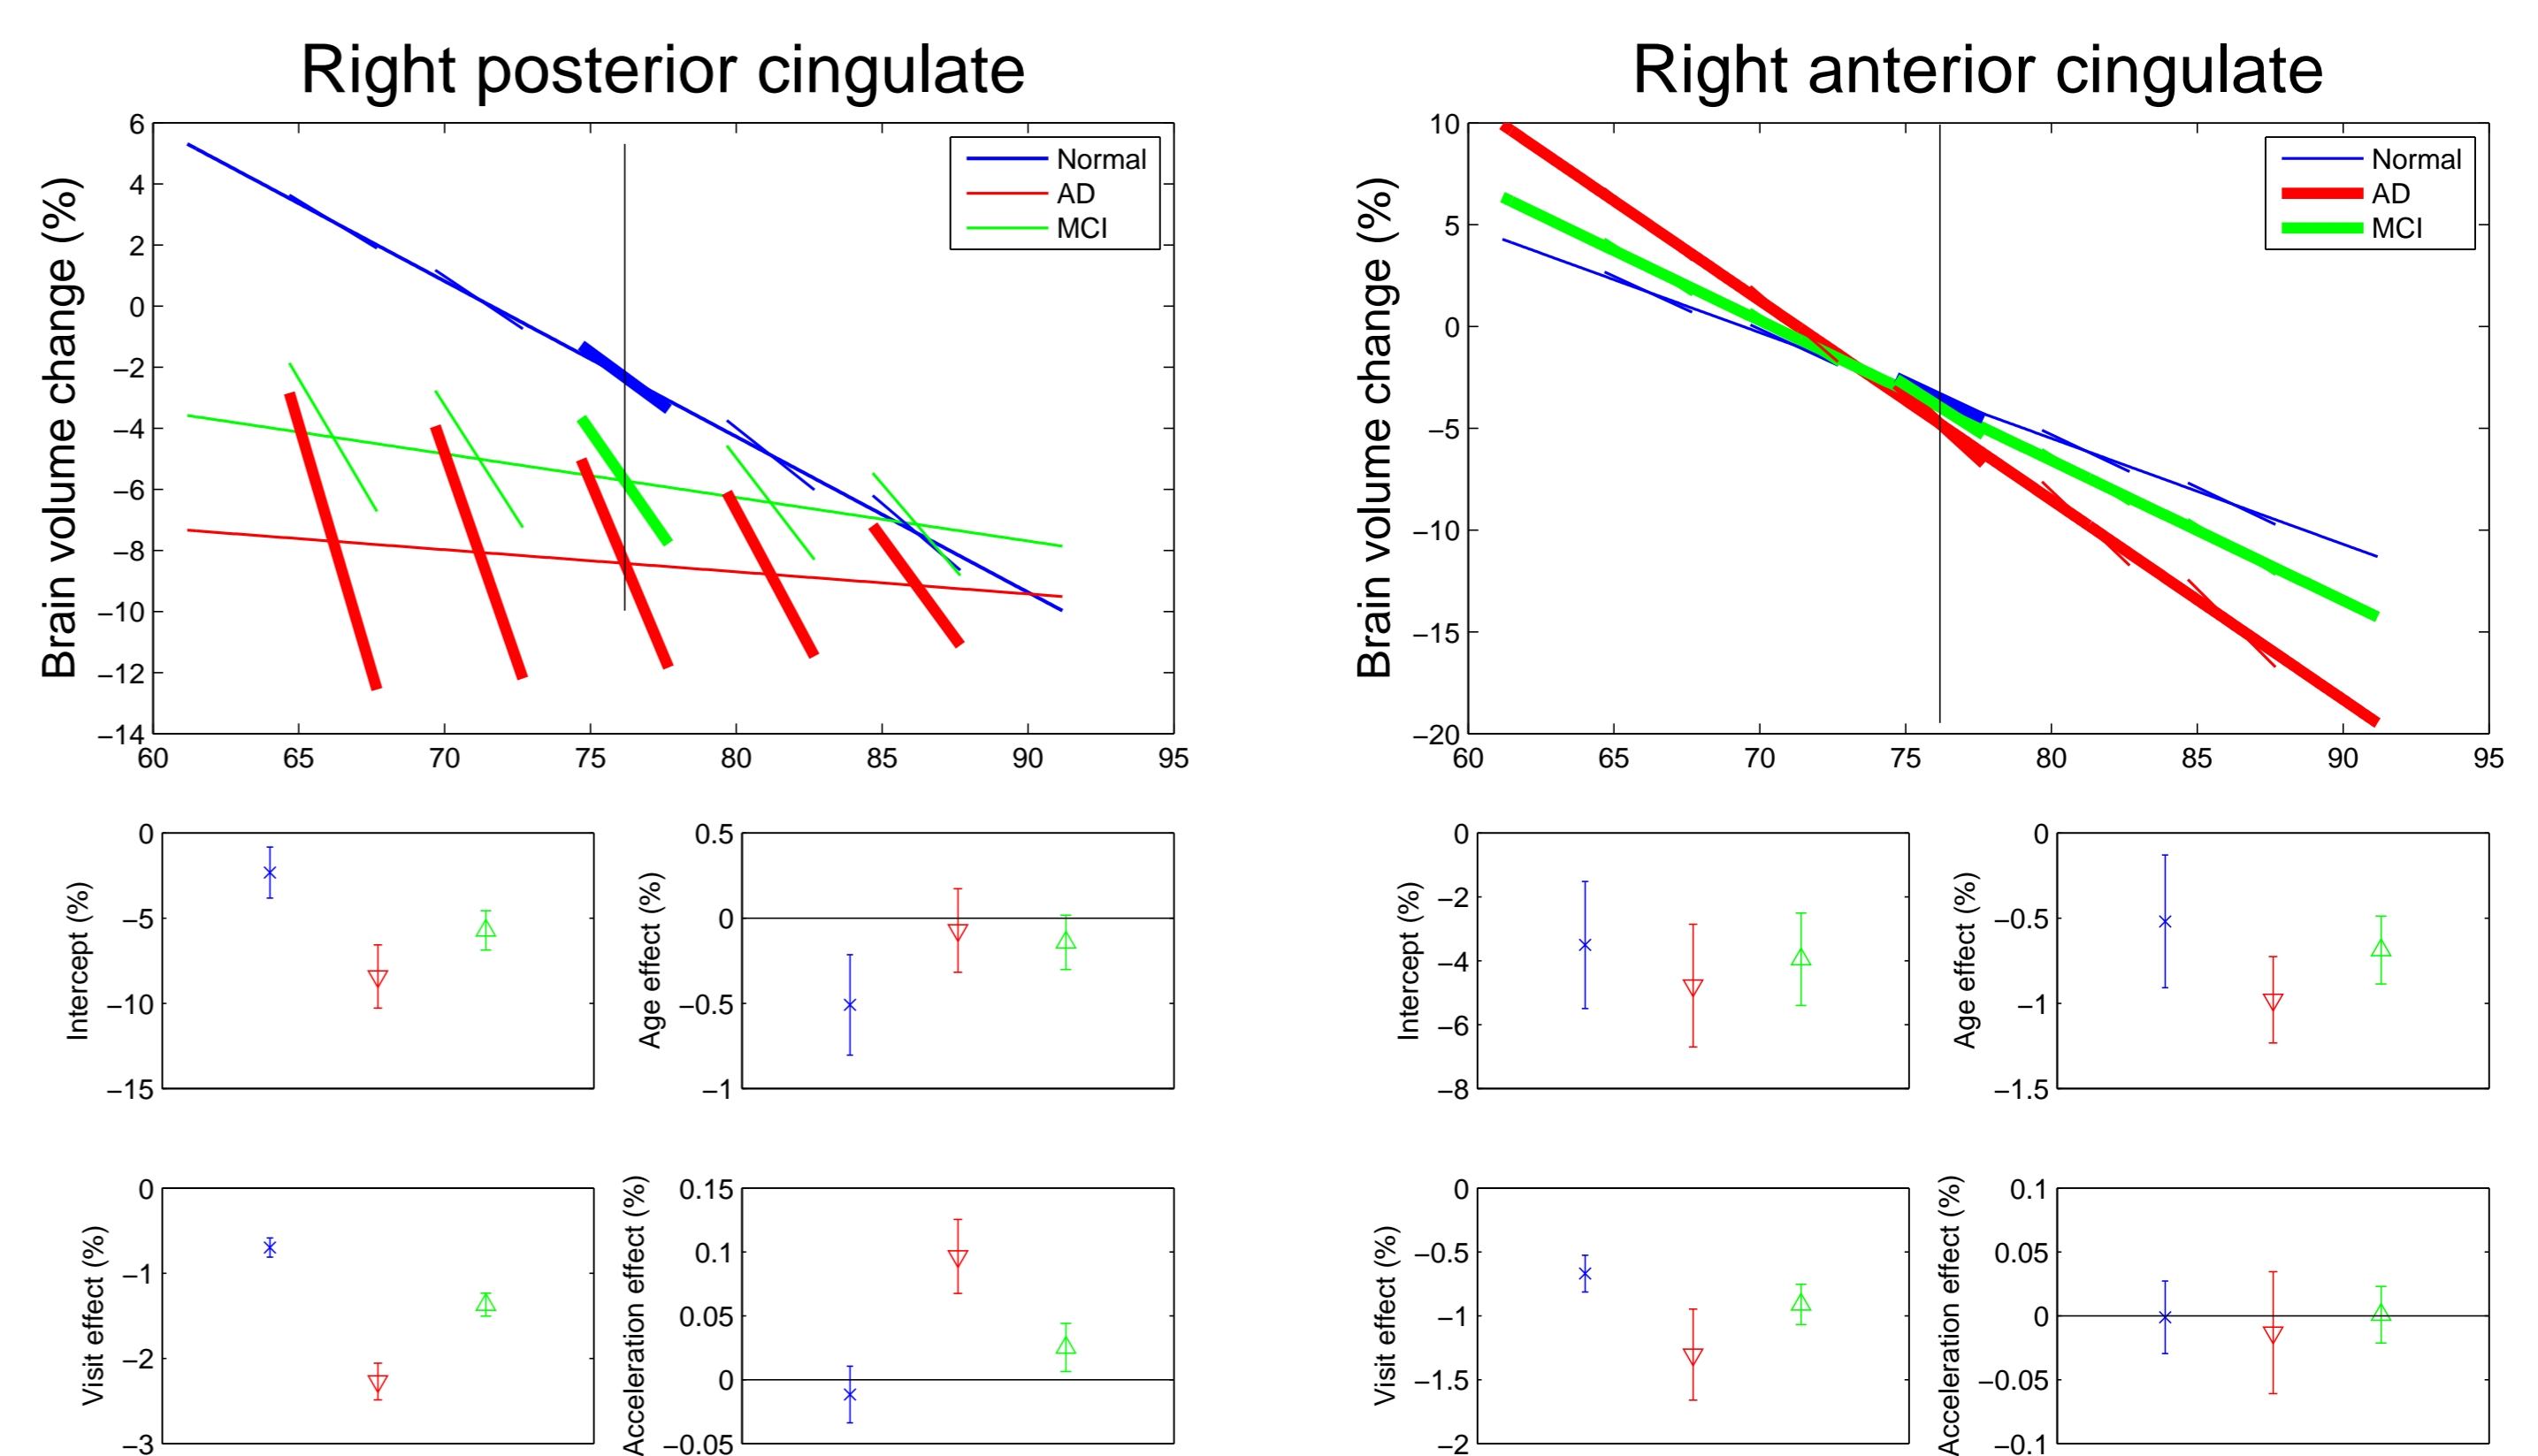 Right posterior cingulate
Brain volume change (%)
6
4
2
0
−2
−4
−6
−8
−10
−12
−14
60 65 70 75 80 85 90 95
Normal
AD
MCI
Right anterior cingulate
Brain volume change (%)
10
5
0
−5
−10
−15
−20
60 65 70 75 80 85 90 95
Normal
AD
MCI
Intercept (%)
0
−5
−10
−15
Age effect (%)
0.5
0
−0.5
−1
Intercept (%)
0
−2
−4
−6
−8
Age effect (%)
0
−0.5
−1
−1.5
Visit effect (%)
0
−1
−2
−3
Acceleration effect (%)
0.15
0.1
0.05
0
−0.05
Visit effect (%)
0
−0.5
−1
−1.5
−2
Acceleration effect (%)
0.1
0.05
0
−0.05
−0.1